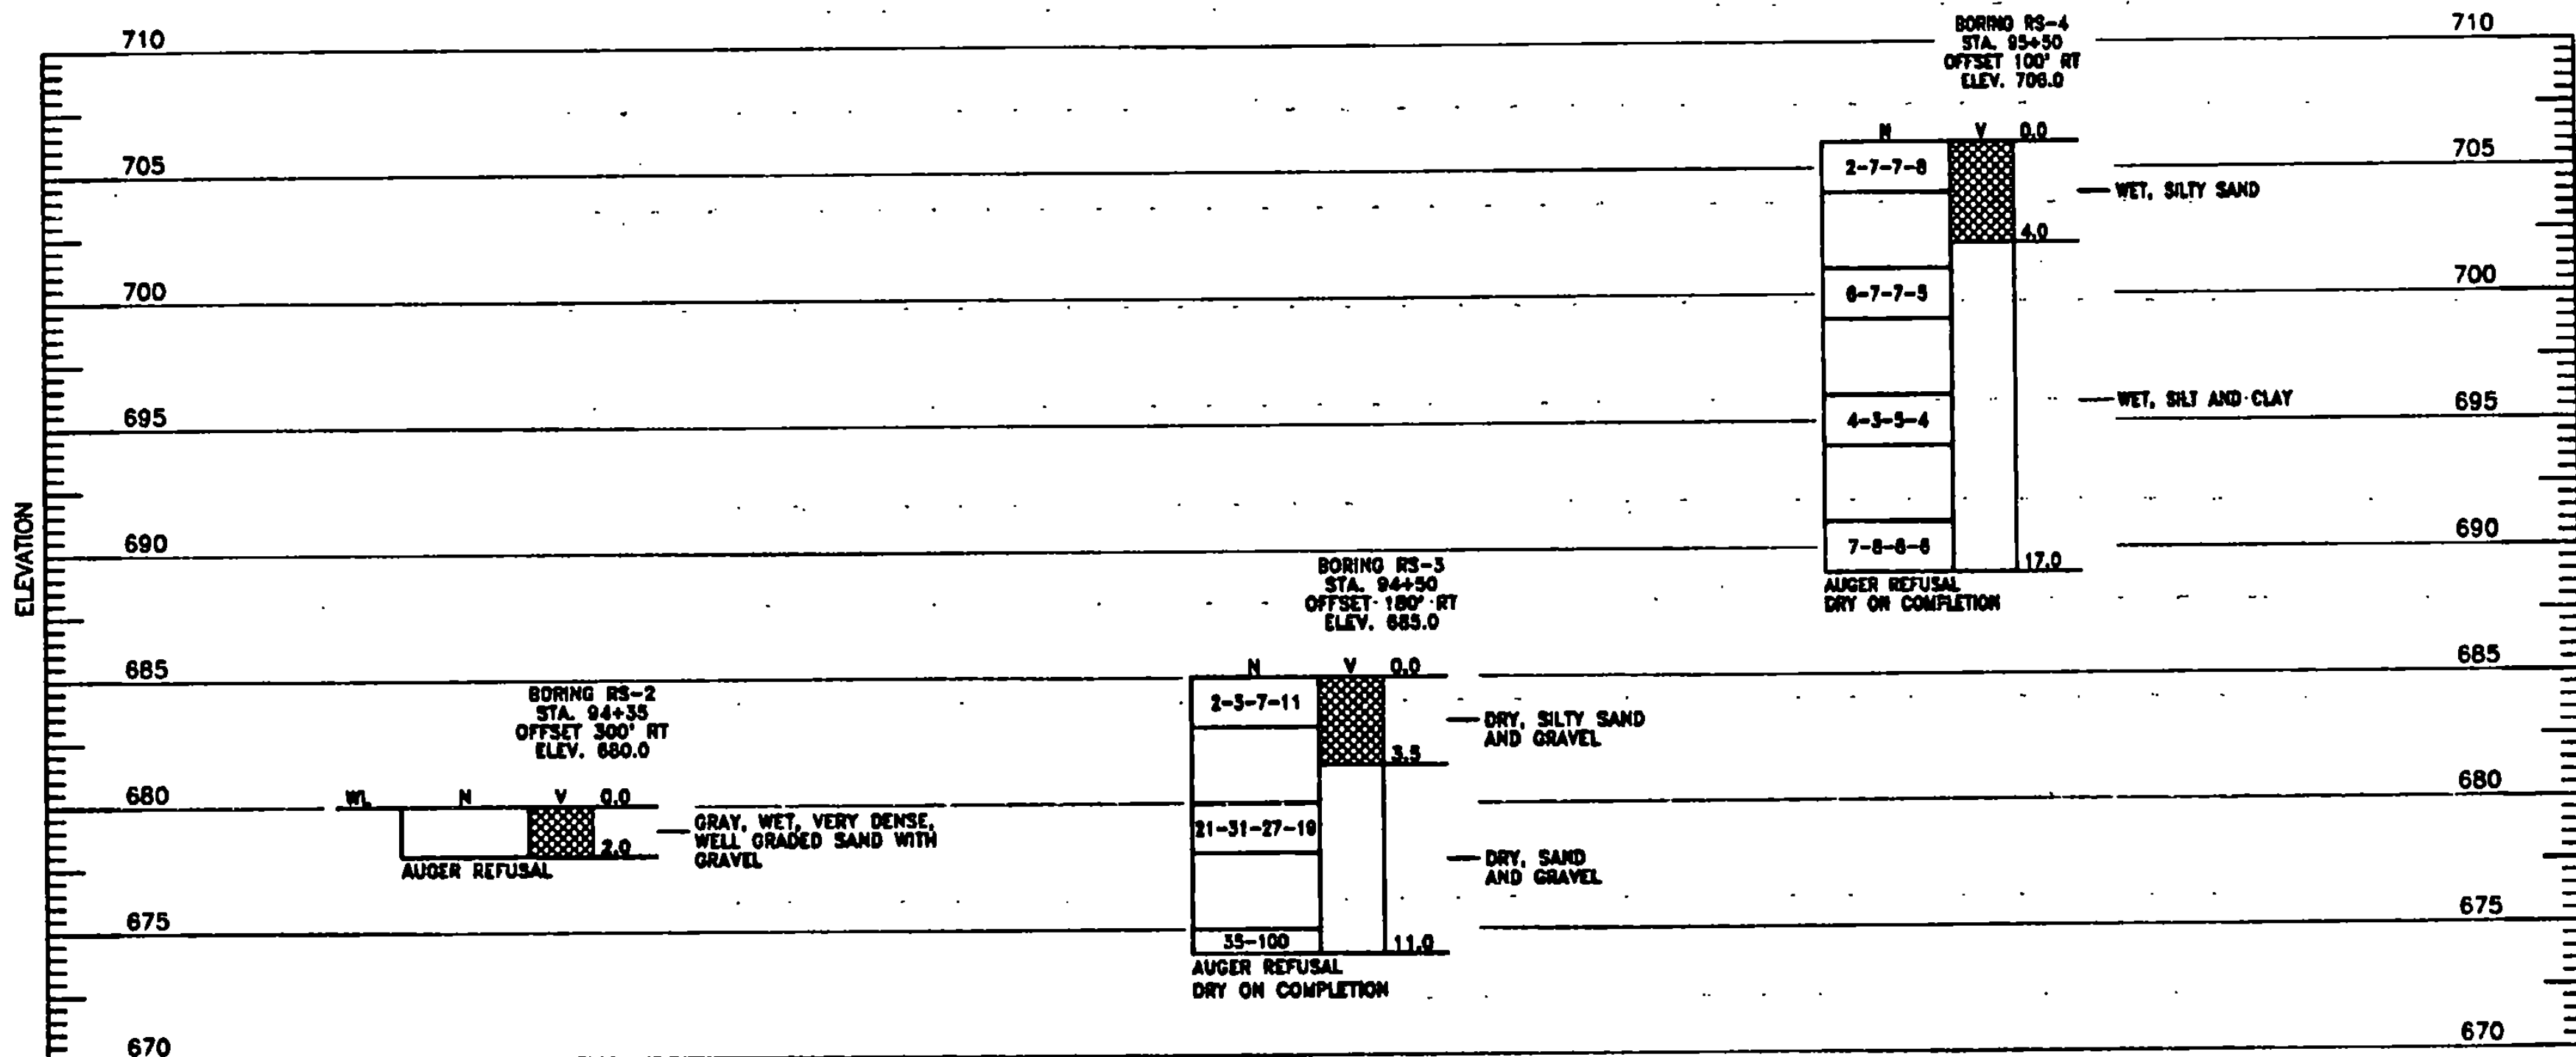 710
BORING RS-4
STA. 95+50
OFFSET 100' RT
ELEV. 706.0
710
N V 0.0
705
2-7-7-8
705
WET, SILTY SAND
4.0
700
6-7-7-5
700
695
4-3-5-4
WET, SILT AND CLAY
695
ELEVATION
690
7-8-6-6
17.0
690
AUGER REFUSAL
DRY ON COMPLETION
BORING RS-3
STA. 94+50
OFFSET 180' RT
ELEV. 685.0
685
N V 0.0
685
2-3-7-11
DRY, SILTY SAND
AND GRAVEL
3.5
BORING RS-2
STA. 94+35
OFFSET 300' RT
ELEV. 680.0
680
WL N V 0.0
680
GRAY, WET, VERY DENSE,
WELL GRADED SAND WITH
GRAVEL
2.0
AUGER REFUSAL
21-31-27-19
DRY, SAND
AND GRAVEL
675
35-100
11.0
675
AUGER REFUSAL
DRY ON COMPLETION
670
670